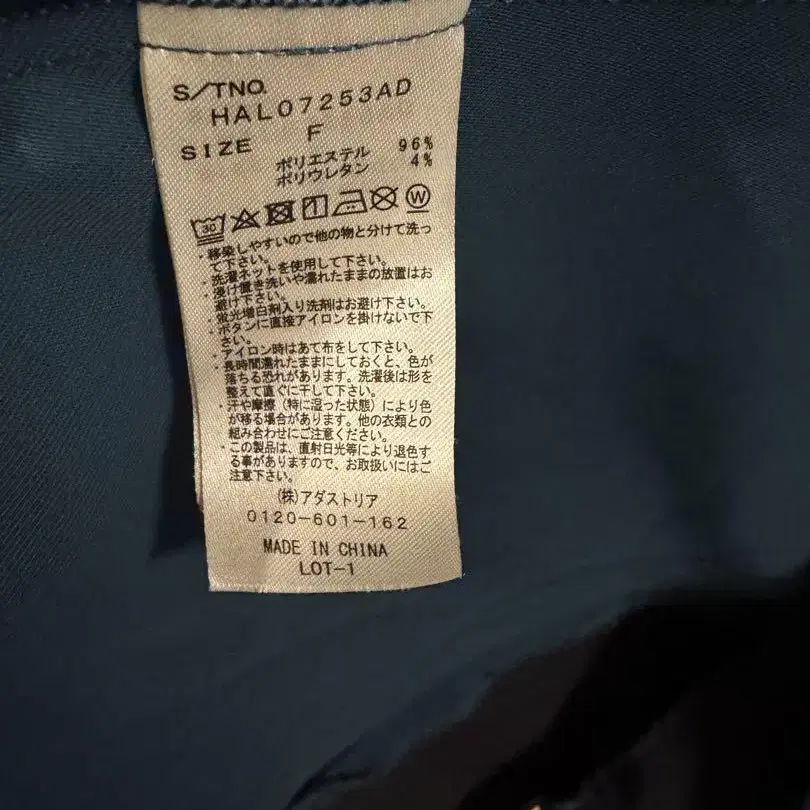 S/TNO.
HAL07253AD
SIZE F
ポリエステル 96%
ポリウレタン 4%
30 W
・移染しやすいので他の物と分けて洗っ
て下さい。
・洗濯ネットを使用して下さい。
・漬け置き洗いや濡れたままの放置はお
避け下さい。
・蛍光増白剤入り洗剤はお避け下さい。
・ボタンに直接アイロンを掛けないで下
さい。
・アイロン時はあて布をして下さい。
・長時間濡れたままにしておくと、色が
落ちる恐れがあります。洗濯後は形を
整えて直ぐに干して下さい。
・汗や摩擦（特に湿った状態）により色
が移る場合があります。他の衣類との
組み合わせにご注意ください。
・この製品は、直射日光等により退色す
る事がありますので、お取扱いにはご
注意下さい。
（株）アダストリア
0120-601-162
MADE IN CHINA
LOT-1